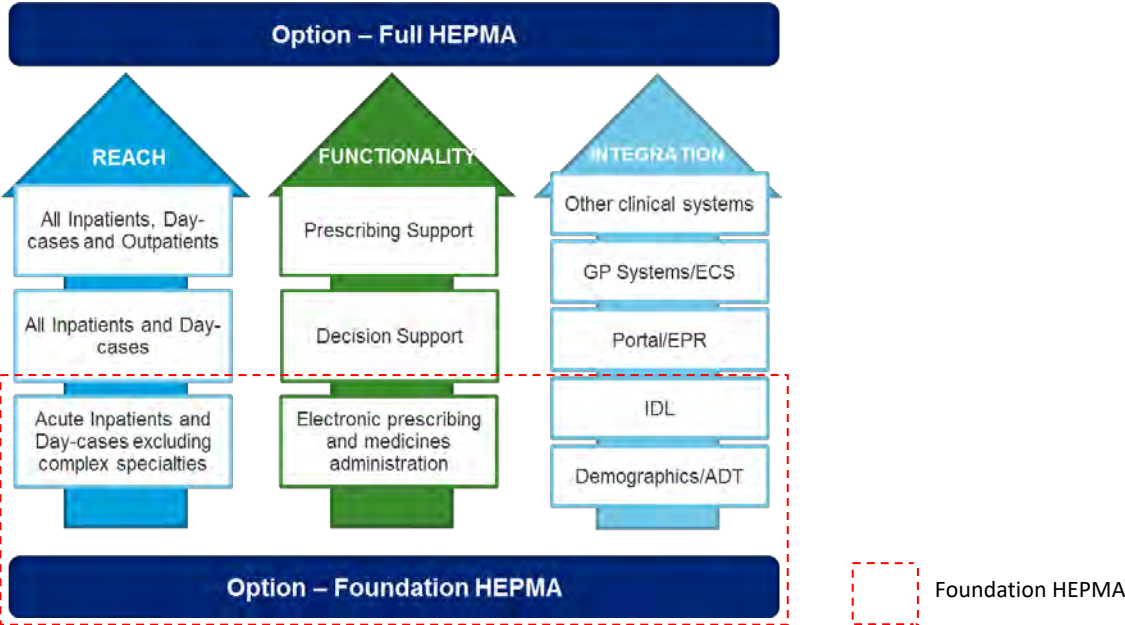 Option – Full HEPMA
REACH
All Inpatients, Day-
cases and Outpatients
All Inpatients and Day-
cases
Acute Inpatients and
Day-cases excluding
complex specialties
FUNCTIONALITY
Prescribing Support
Decision Support
Electronic prescribing
and medicines
administration
INTEGRATION
Other clinical systems
GP Systems/ECS
Portal/EPR
IDL
Demographics/ADT
Option – Foundation HEPMA
Foundation HEPMA